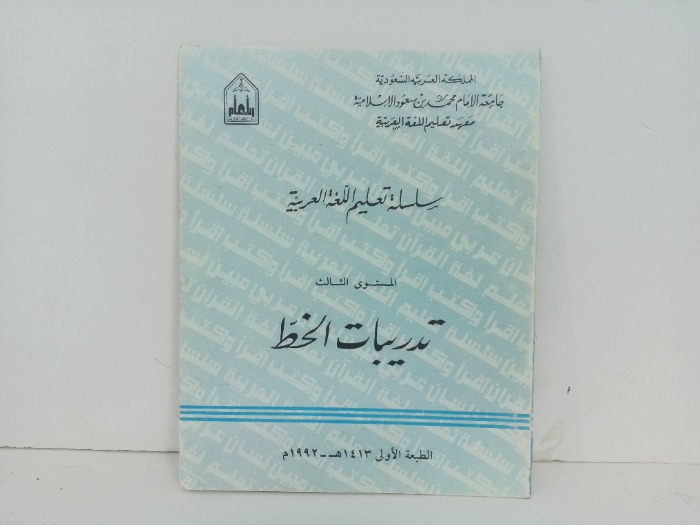 المملكة العربية السعودية
جامعة الإمام محمد بن سعود الإسلامية
معهد تعليم اللغة العربية
سلسلة تعليم اللغة العربية
المستوى الثالث
تدريبات الخط
الطبعة الأولى ١٤١٣هـ - ١٩٩٢م